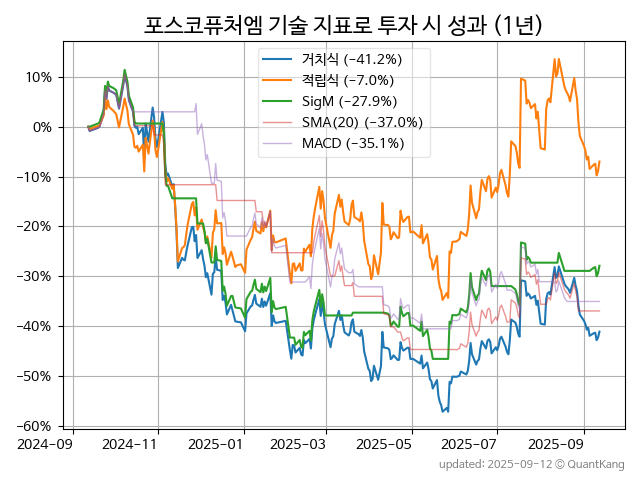 포스코퓨처엠 기술 지표로 투자 시 성과 (1년)
거치식 (−41.2%)
적립식 (−7.0%)
SigM (−27.9%)
SMA(20) (−37.0%)
MACD (−35.1%)
10%
0%
−10%
−20%
−30%
−40%
−50%
−60%
2024−09 2024−11 2025−01 2025−03 2025−05 2025−07 2025−09
updated: 2025−09−12 © QuantKang